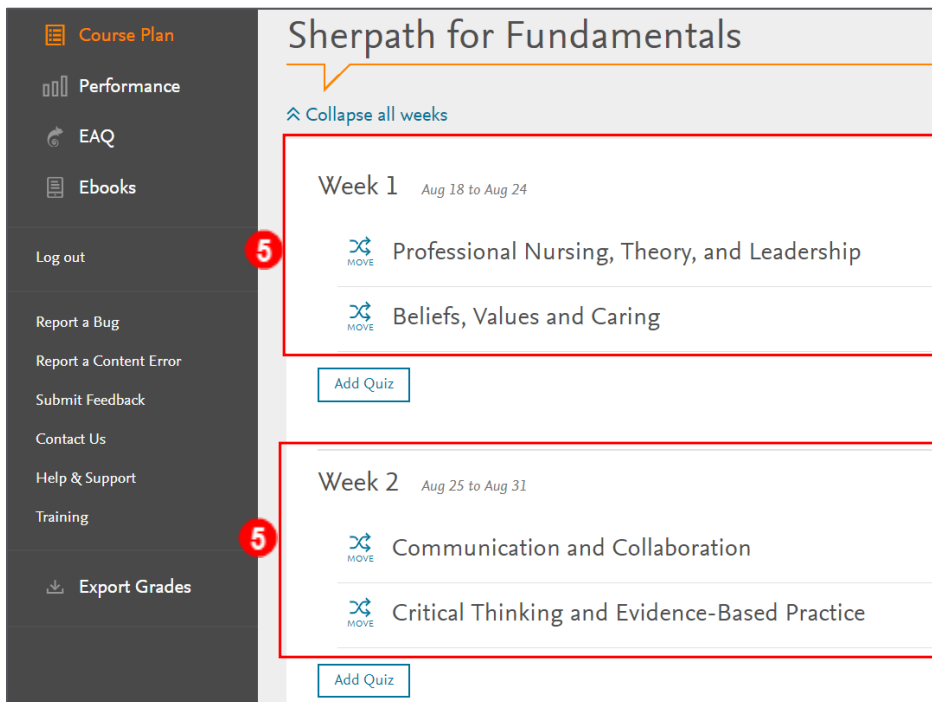 Course Plan
Performance
EAQ
Ebooks
Log out
Report a Bug
Report a Content Error
Submit Feedback
Contact Us
Help & Support
Training
Export Grades
Sherpath for Fundamentals
Collapse all weeks
5
Week 1 Aug 18 to Aug 24
MOVE Professional Nursing, Theory, and Leadership
MOVE Beliefs, Values and Caring
Add Quiz
5
Week 2 Aug 25 to Aug 31
MOVE Communication and Collaboration
MOVE Critical Thinking and Evidence-Based Practice
Add Quiz